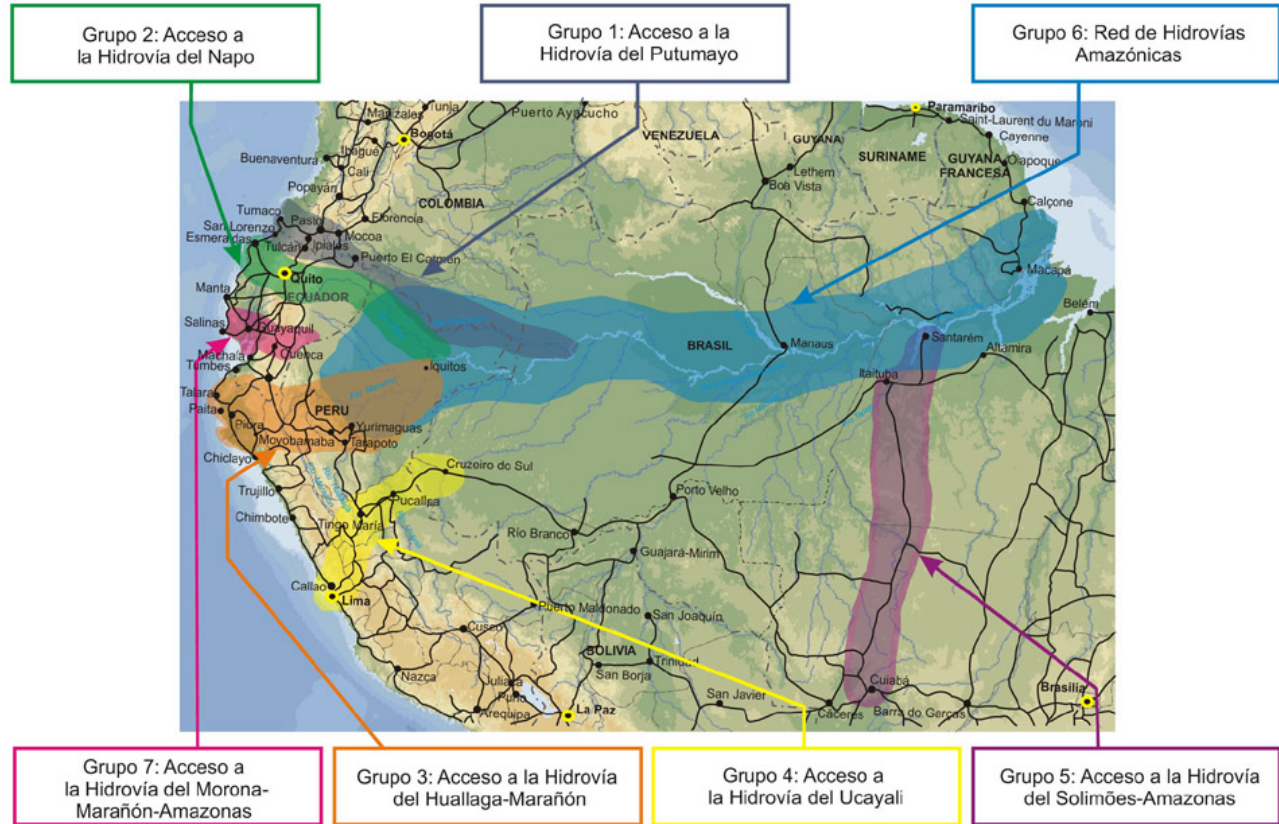 Grupo 2: Acceso a
la Hidrovía del Napo
Grupo 1: Acceso a la
Hidrovía del Putumayo
Grupo 6: Red de Hidrovías
Amazónicas
Tunja
Manizales
Puerto Ayacucho
Paramaribo
Saint-Laurent du Maroni
Bogotá
VENEZUELA
GUYANA
Cayenne
Ibagué
Buenaventura
SURINAME
GUYANA
FRANCESA
Oiapoque
Cali
Lethem
Boa Vista
Popayán
COLOMBIA
Calçone
Tumaco
Pasto
Florencia
San Lorenzo
Esmeraldas
Tulcán
Ipiales
Mocoa
Puerto El Carmen
Quito
Macapá
Manta
ECUADOR
Belém
Salinas
Guayaquil
BRASIL
Manaus
Santarém
Machala
Cuenca
Altamira
Tumbes
Iquitos
Itaituba
Talara
Paita
PERU
Piura
Yurimaguas
Moyobamaba
Tarapoto
Chiclayo
Cruzeiro do Sul
Trujillo
Pucallpa
Porto Velho
Chimbote
Tingo María
Río Branco
Guajará-Mirim
Callao
Lima
Puerto Maldonado
San Joaquín
Cusco
BOLIVIA
Trinidad
San Borja
Nazca
Juliaca
Puno
San Javier
Cuiabá
Brasilia
Arequipa
La Paz
Cáceres
Barra do Garças
Grupo 7: Acceso a
la Hidrovía del Morona-
Marañón-Amazonas
Grupo 3: Acceso a la Hidrovía
del Huallaga-Marañón
Grupo 4: Acceso a
la Hidrovía del Ucayali
Grupo 5: Acceso a la Hidrovía
del Solimões-Amazonas